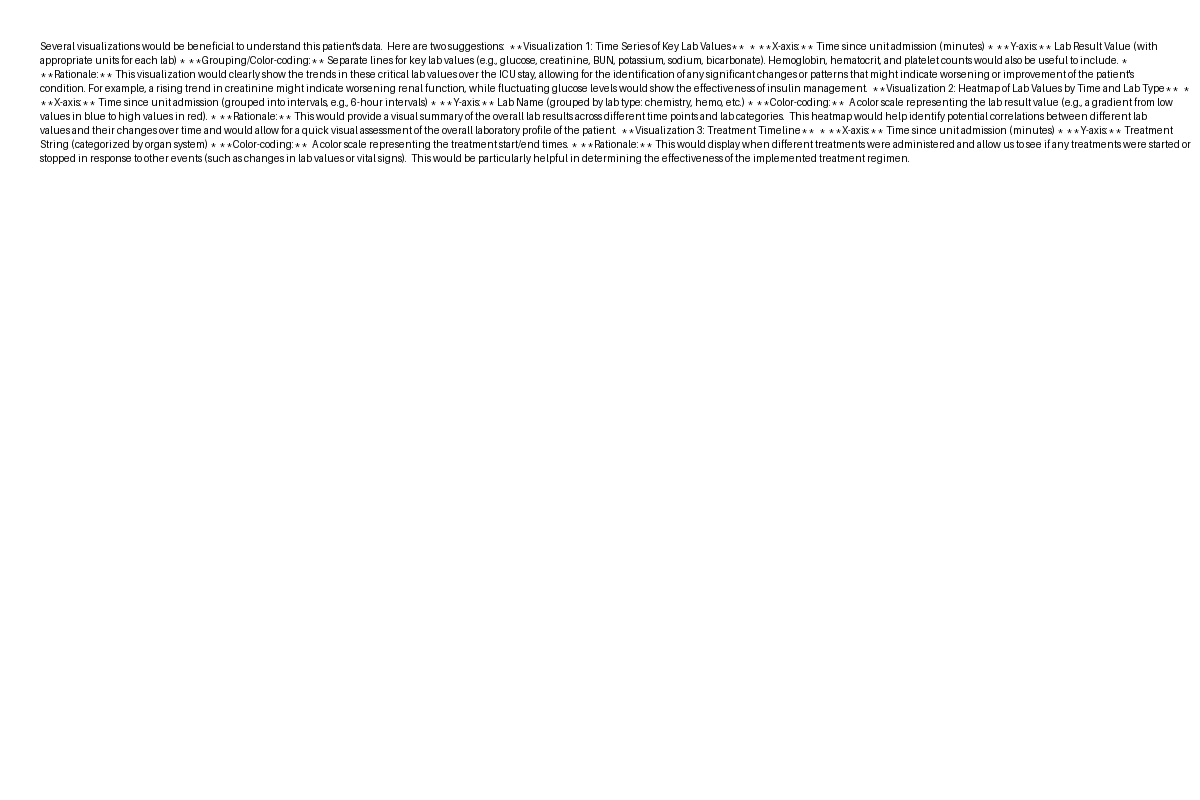 Several visualizations would be beneficial to understand this patient's data.  Here are two suggestions:  **Visualization 1: Time Series of Key Lab Values**  * **X-axis:** Time since unit admission (minutes) * **Y-axis:** Lab Result Value (with
appropriate units for each lab) * **Grouping/Color-coding:** Separate lines for key lab values (e.g., glucose, creatinine, BUN, potassium, sodium, bicarbonate). Hemoglobin, hematocrit, and platelet counts would also be useful to include. *
**Rationale:** This visualization would clearly show the trends in these critical lab values over the ICU stay, allowing for the identification of any significant changes or patterns that might indicate worsening or improvement of the patient's
condition. For example, a rising trend in creatinine might indicate worsening renal function, while fluctuating glucose levels would show the effectiveness of insulin management.  **Visualization 2: Heatmap of Lab Values by Time and Lab Type**  *
**X-axis:** Time since unit admission (grouped into intervals, e.g., 6-hour intervals) * **Y-axis:** Lab Name (grouped by lab type: chemistry, hemo, etc.) * **Color-coding:**  A color scale representing the lab result value (e.g., a gradient from low
values in blue to high values in red). * **Rationale:** This would provide a visual summary of the overall lab results across different time points and lab categories.  This heatmap would help identify potential correlations between different lab
values and their changes over time and would allow for a quick visual assessment of the overall laboratory profile of the patient.  **Visualization 3: Treatment Timeline**  * **X-axis:** Time since unit admission (minutes) * **Y-axis:** Treatment
String (categorized by organ system) * **Color-coding:**  A color scale representing the treatment start/end times. * **Rationale:** This would display when different treatments were administered and allow us to see if any treatments were started or
stopped in response to other events (such as changes in lab values or vital signs).  This would be particularly helpful in determining the effectiveness of the implemented treatment regimen.